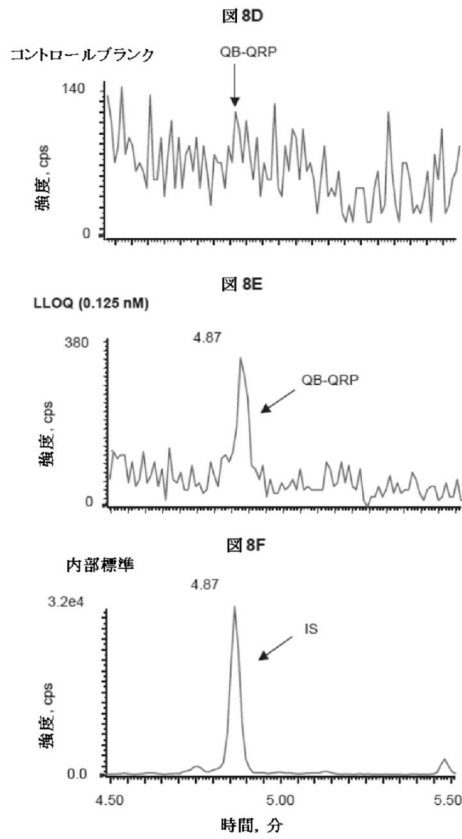 図 8D
コントロールブランク
QB-QRP
140
強度, cps
0
図 8E
LLOQ (0.125 nM)
4.87
380
QB-QRP
強度, cps
0
図 8F
内部標準
4.87
3.2e4
IS
強度, cps
0.0
4.50
5.00
5.50
時間, 分